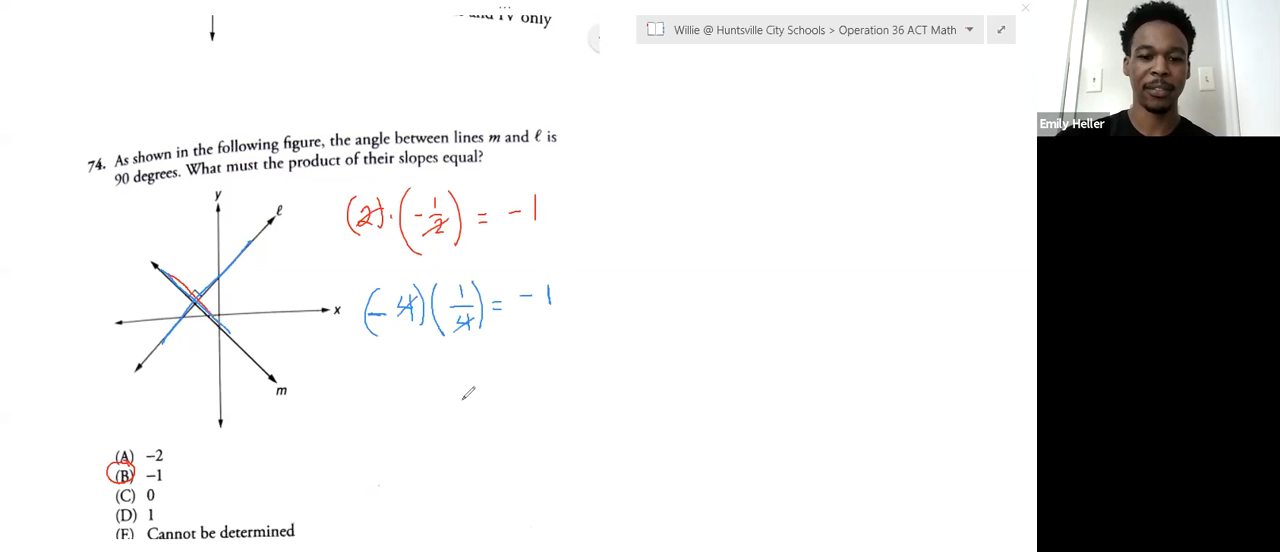 and IV only
Willie @ Huntsville City Schools > Operation 36 ACT Math
Emily Heller
74. As shown in the following figure, the angle between lines m and ℓ is
90 degrees. What must the product of their slopes equal?
y
ℓ
x
m
(2)·(-1/2) = -1
(-4)(1/4) = -1
(A) -2
(B) -1
(C) 0
(D) 1
(E) Cannot be determined